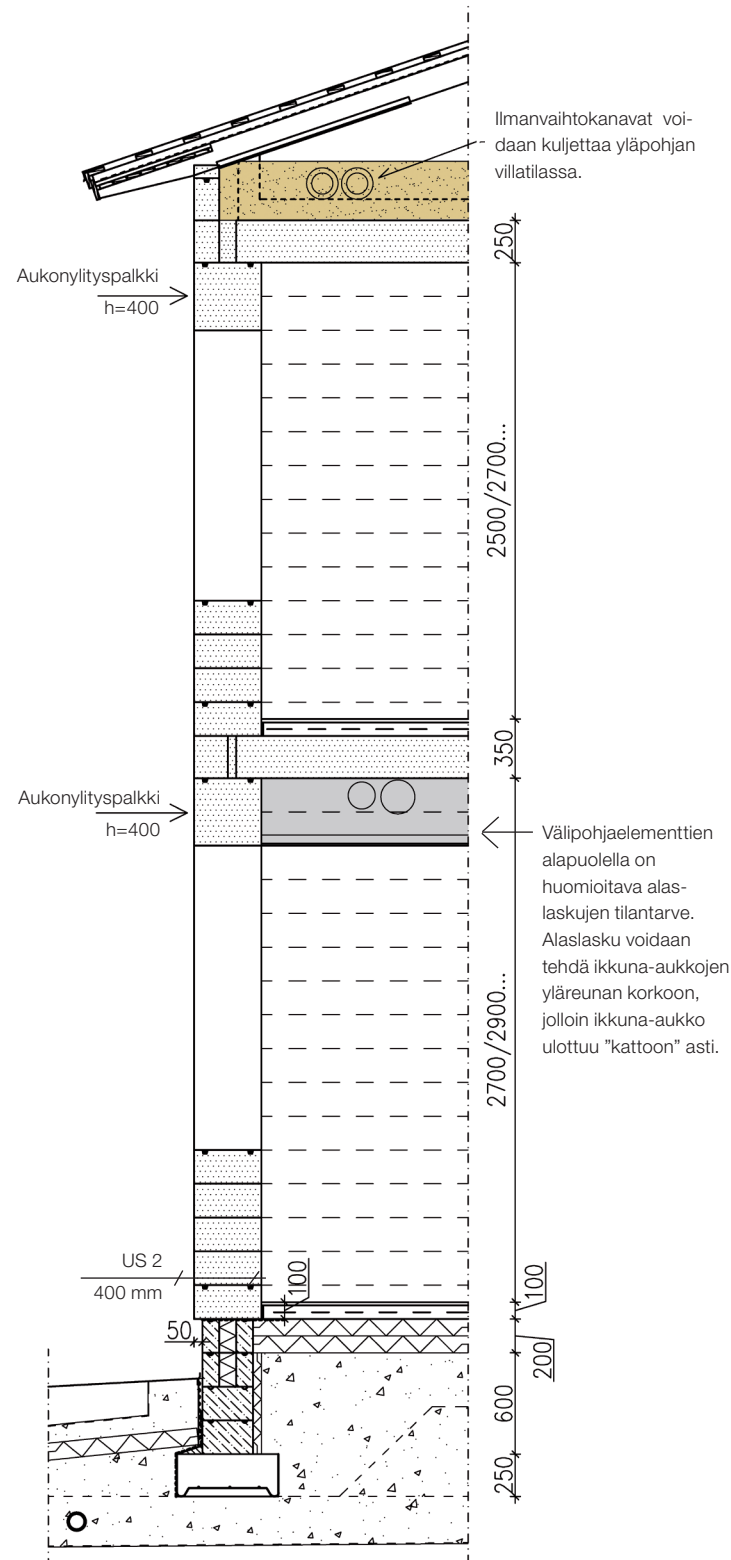 Ilmanvaihtokanavat voi-
daan kuljettaa yläpohjan
villatilassa.
250
Aukonylityspalkki
h=400
2500/2700...
350
Aukonylityspalkki
h=400
Välipohjaelementtien
alapuolella on
huomioitava alas-
laskujen tilantarve.
Alaslasku voidaan
tehdä ikkuna-aukkojen
yläreunan korkoon,
jolloin ikkuna-aukko
ulottuu ”kattoon” asti.
2700/2900...
US 2
400 mm
100
100
50
200
600
250